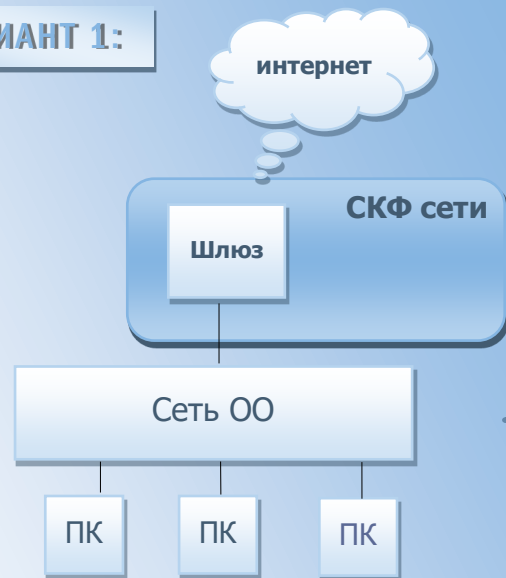 ИАНТ 1:
интернет
СКФ сети
Шлюз
Сеть ОО
ПК ПК ПК